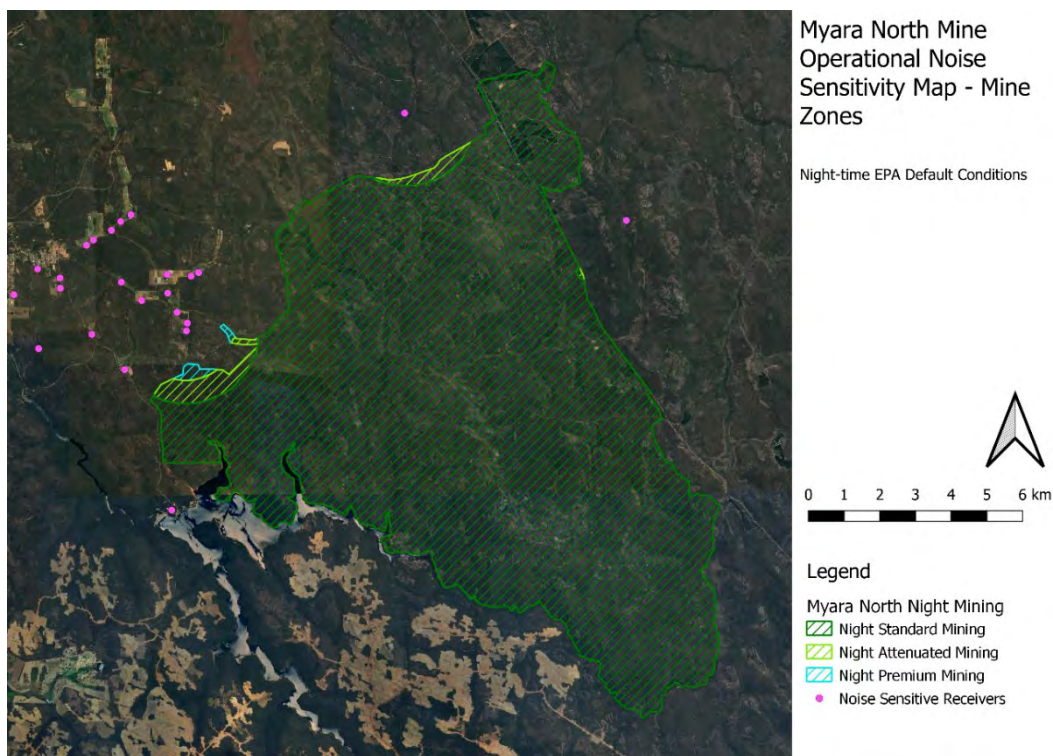 Myara North Mine
Operational Noise
Sensitivity Map - Mine
Zones
Night-time EPA Default Conditions
0 1 2 3 4 5 6 km
Legend
Myara North Night Mining
Night Standard Mining
Night Attenuated Mining
Night Premium Mining
Noise Sensitive Receivers